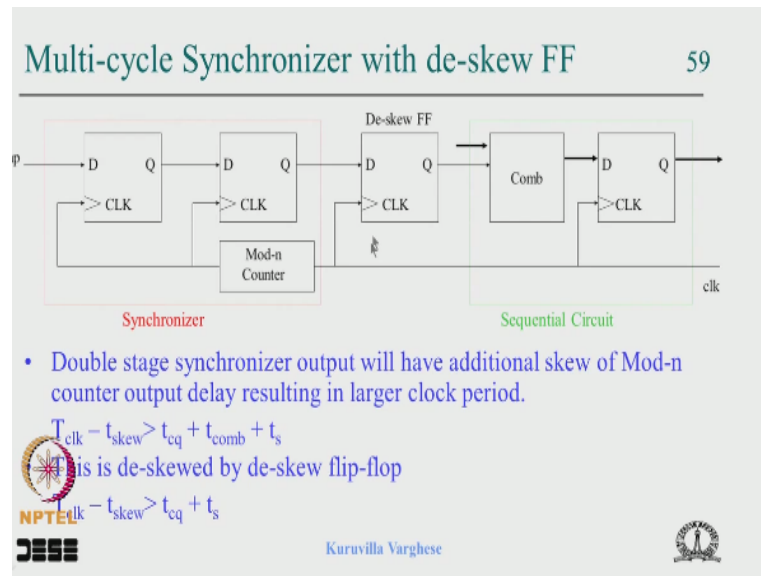 Multi-cycle Synchronizer with de-skew FF 59
De-skew FF
D Q
CLK
D Q
CLK
D Q
CLK
Comb
D Q
CLK
Mod-n
Counter
clk
Synchronizer
Sequential Circuit
• Double stage synchronizer output will have additional skew of Mod-n
counter output delay resulting in larger clock period.
Tclk – tskew> tcq + tcomb + ts
This is de-skewed by de-skew flip-flop
Tclk – tskew> tcq + ts
NPTEL
DESE
Kuruvilla Varghese